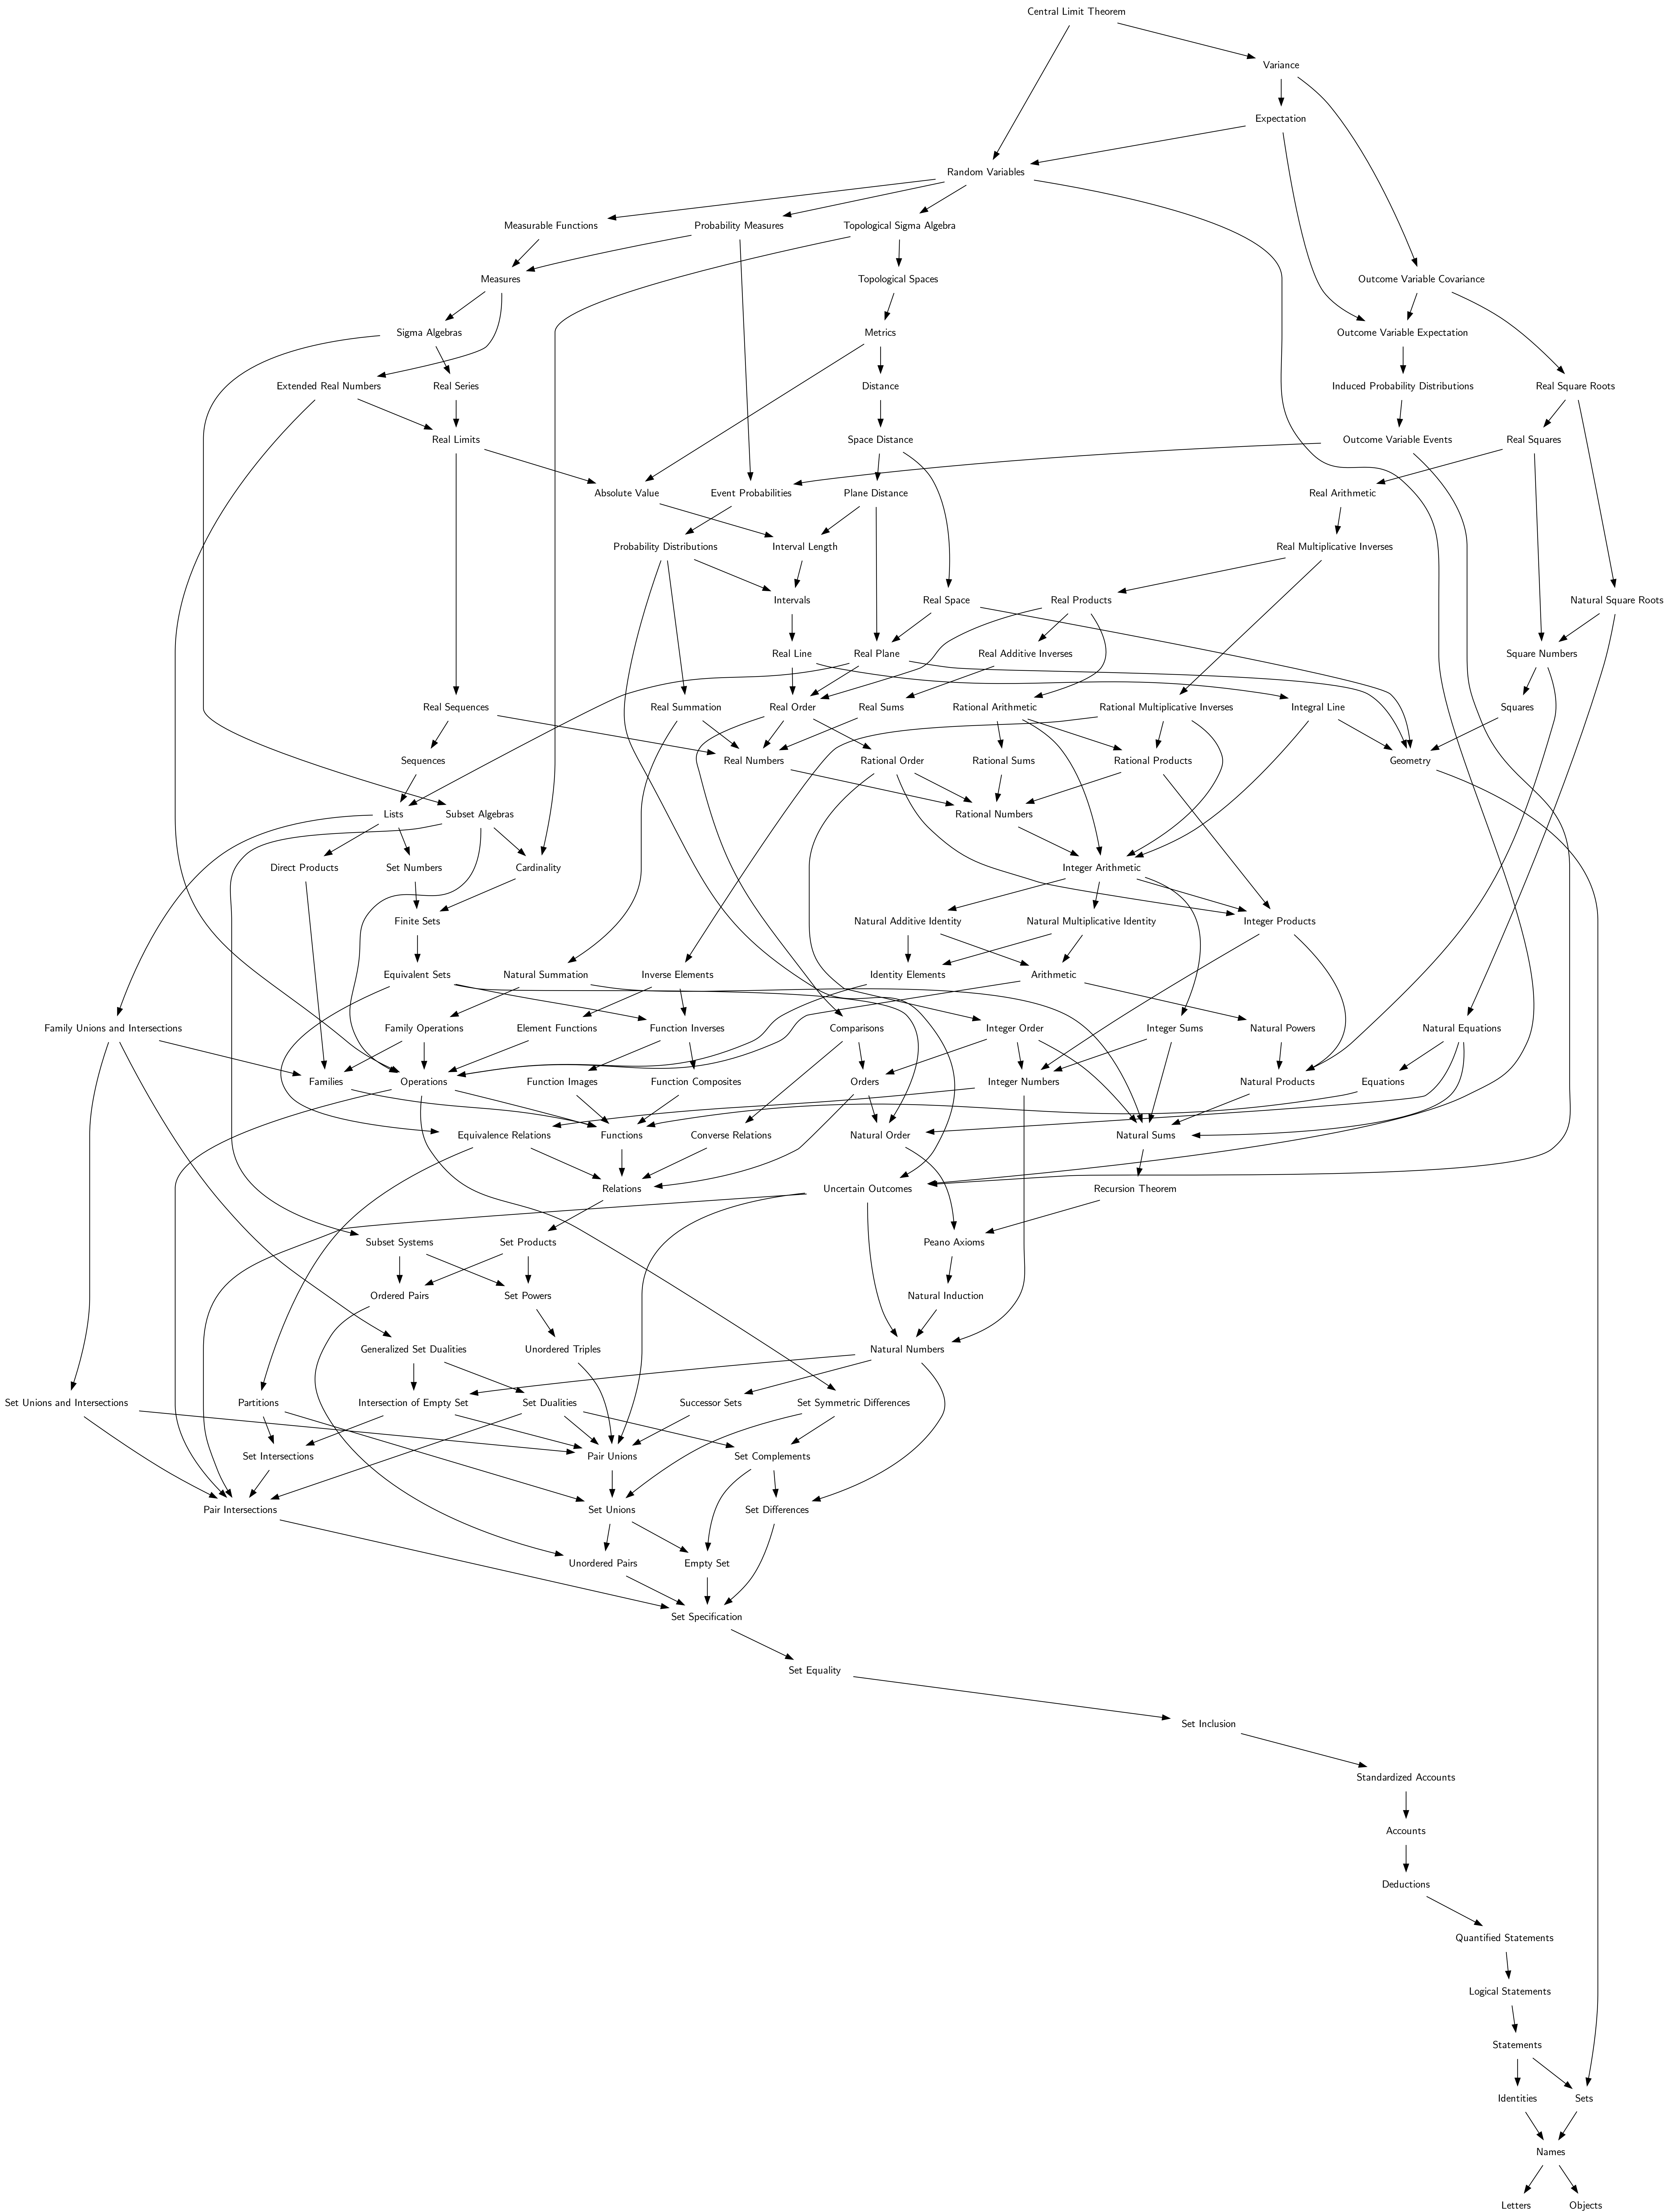 Central Limit Theorem
Variance
Expectation
Random Variables
Measurable Functions
Probability Measures
Topological Sigma Algebra
Measures
Topological Spaces
Outcome Variable Covariance
Sigma Algebras
Metrics
Outcome Variable Expectation
Extended Real Numbers
Real Series
Distance
Induced Probability Distributions
Real Square Roots
Real Limits
Space Distance
Outcome Variable Events
Real Squares
Absolute Value
Event Probabilities
Plane Distance
Real Arithmetic
Probability Distributions
Interval Length
Real Multiplicative Inverses
Intervals
Real Space
Real Products
Natural Square Roots
Real Line
Real Plane
Real Additive Inverses
Square Numbers
Real Sequences
Real Summation
Real Order
Real Sums
Rational Arithmetic
Rational Multiplicative Inverses
Integral Line
Squares
Sequences
Real Numbers
Rational Order
Rational Sums
Rational Products
Geometry
Lists
Subset Algebras
Rational Numbers
Direct Products
Set Numbers
Cardinality
Integer Arithmetic
Finite Sets
Natural Additive Identity
Natural Multiplicative Identity
Integer Products
Equivalent Sets
Natural Summation
Inverse Elements
Identity Elements
Arithmetic
Family Unions and Intersections
Family Operations
Element Functions
Function Inverses
Comparisons
Integer Order
Integer Sums
Natural Powers
Natural Equations
Families
Operations
Function Images
Function Composites
Orders
Integer Numbers
Natural Products
Equations
Equivalence Relations
Functions
Converse Relations
Natural Order
Natural Sums
Relations
Uncertain Outcomes
Recursion Theorem
Subset Systems
Set Products
Peano Axioms
Ordered Pairs
Set Powers
Natural Induction
Generalized Set Dualities
Unordered Triples
Natural Numbers
Set Unions and Intersections
Partitions
Intersection of Empty Set
Set Dualities
Successor Sets
Set Symmetric Differences
Set Intersections
Pair Unions
Set Complements
Pair Intersections
Set Unions
Set Differences
Unordered Pairs
Empty Set
Set Specification
Set Equality
Set Inclusion
Standardized Accounts
Accounts
Deductions
Quantified Statements
Logical Statements
Statements
Identities
Sets
Names
Letters
Objects